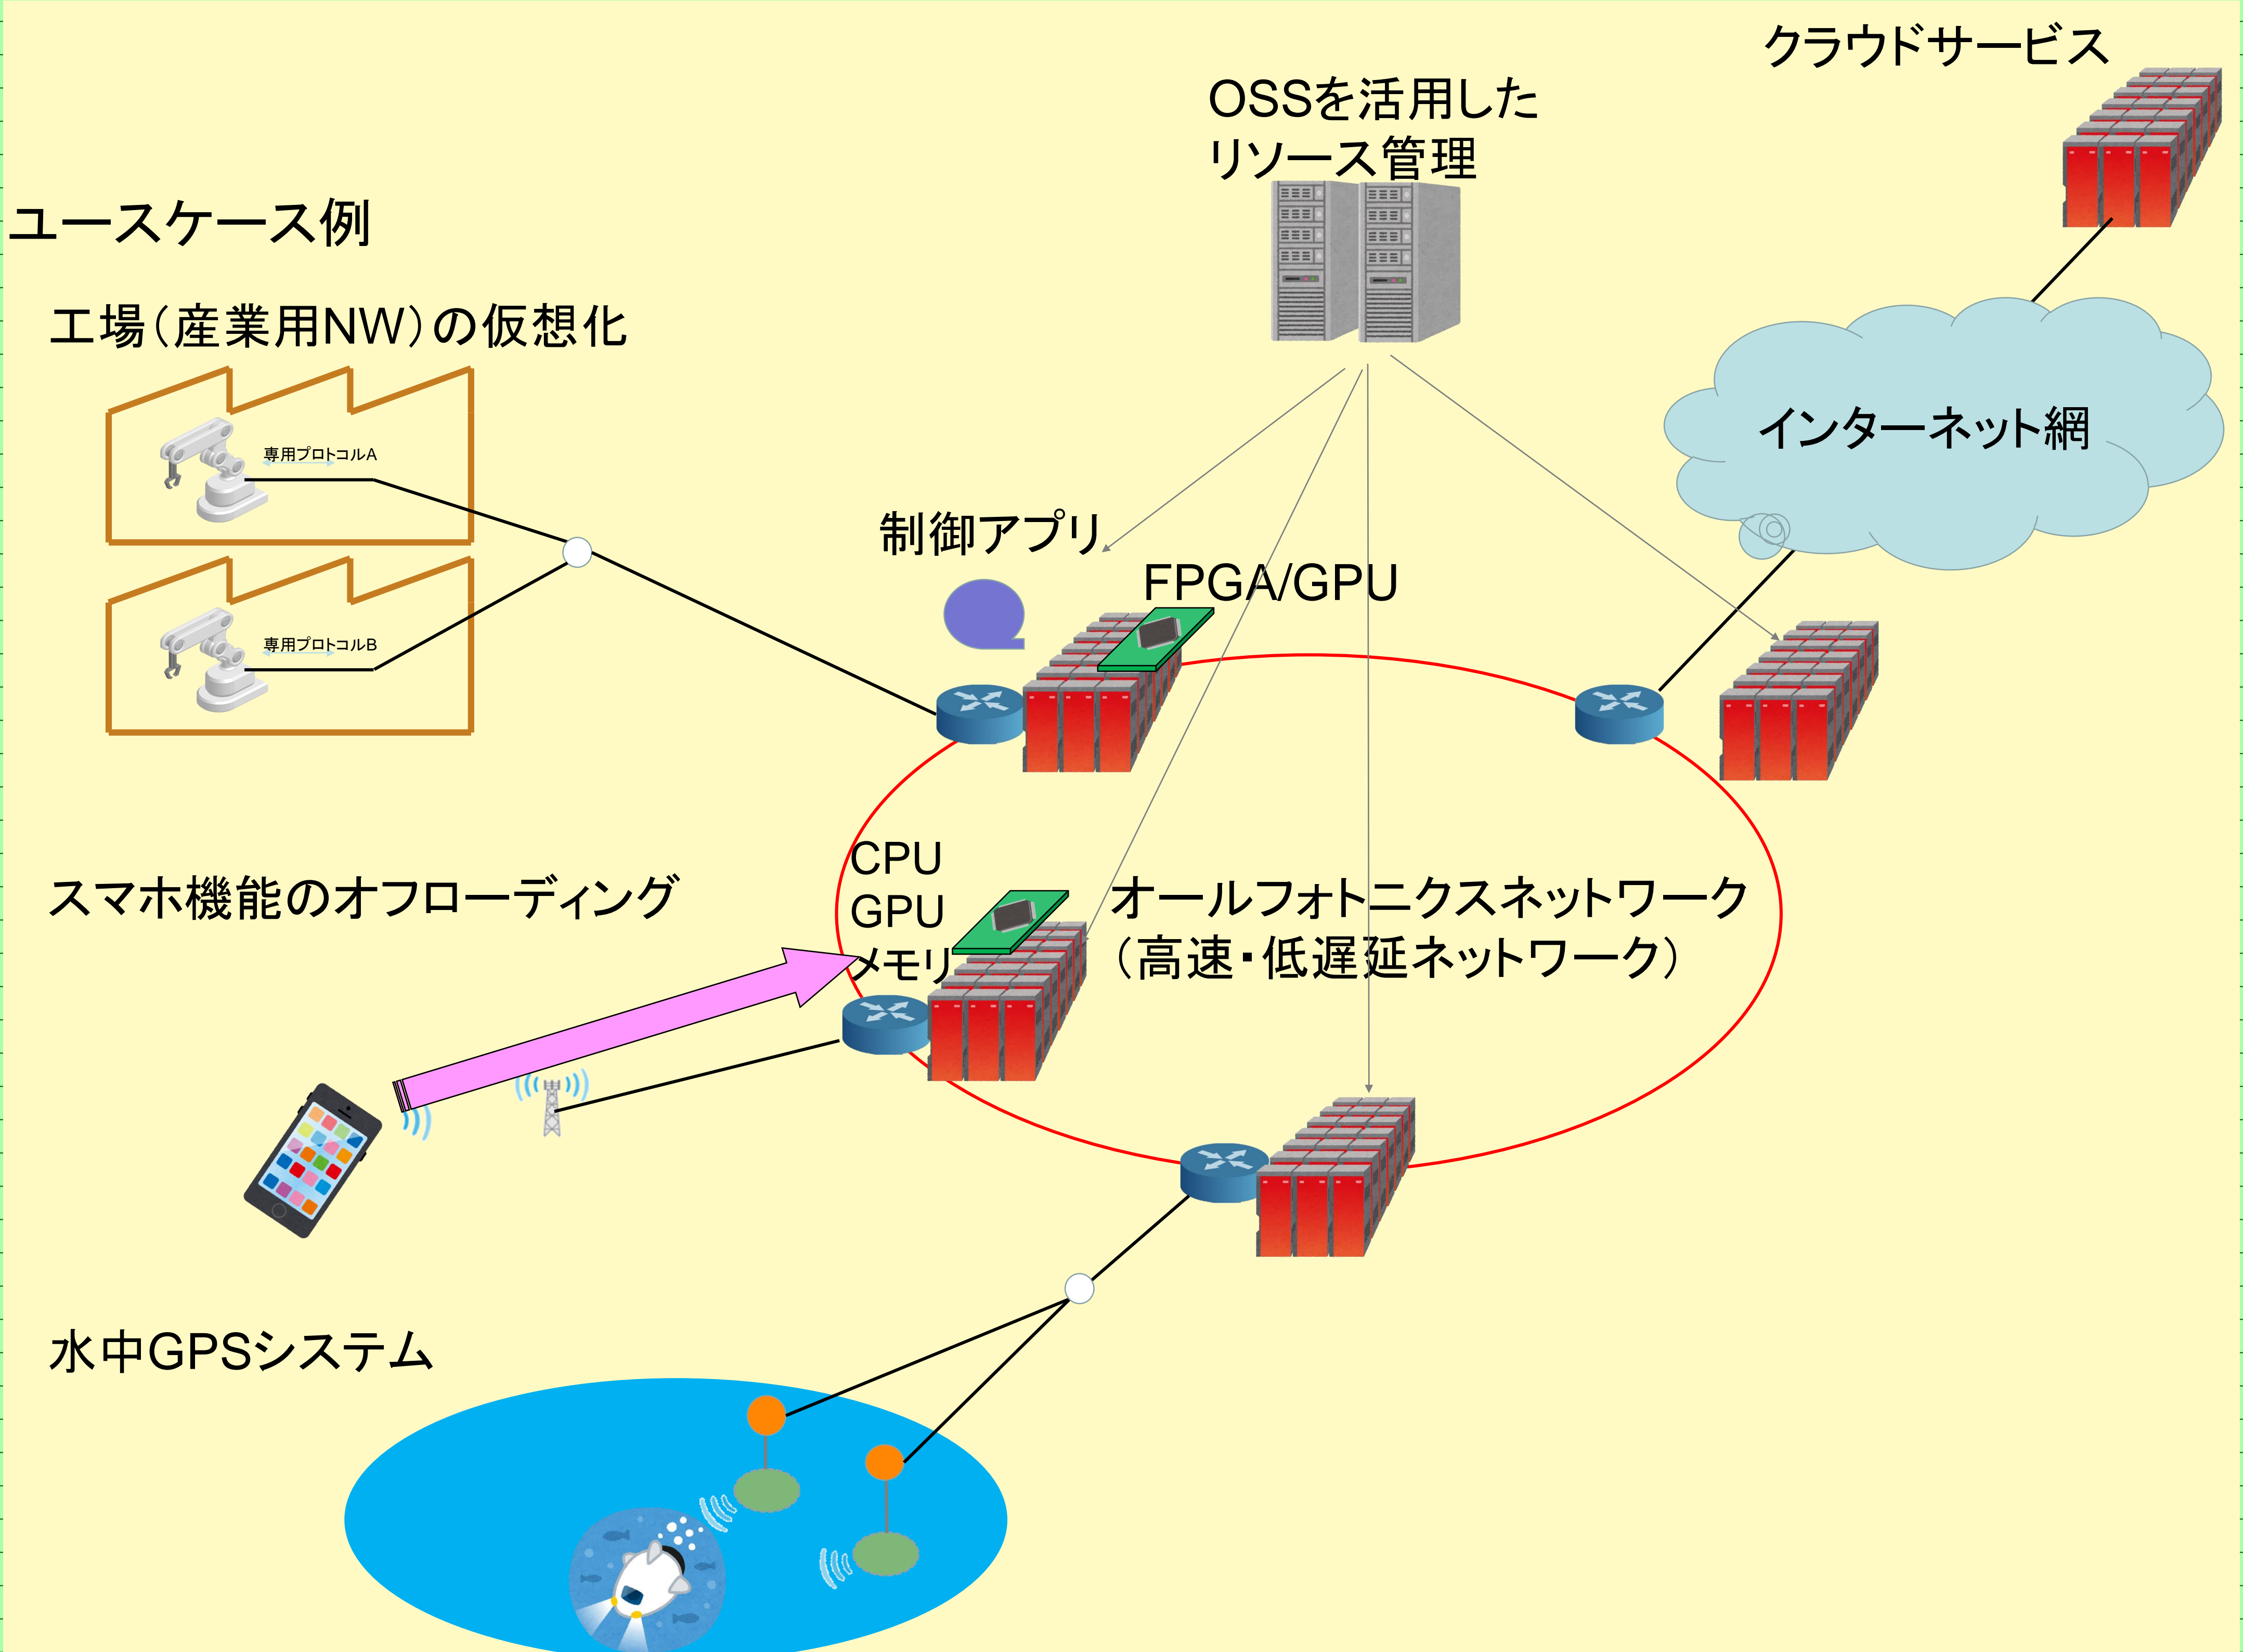 クラウドサービス
OSSを活用した
リソース管理
ユースケース例
工場（産業用NW）の仮想化
インターネット網
専用プロトコルA
制御アプリ
FPGA/GPU
専用プロトコルB
CPU
GPU
メモリ
スマホ機能のオフローディング
オールフォトニクスネットワーク
（高速・低遅延ネットワーク）
水中GPSシステム